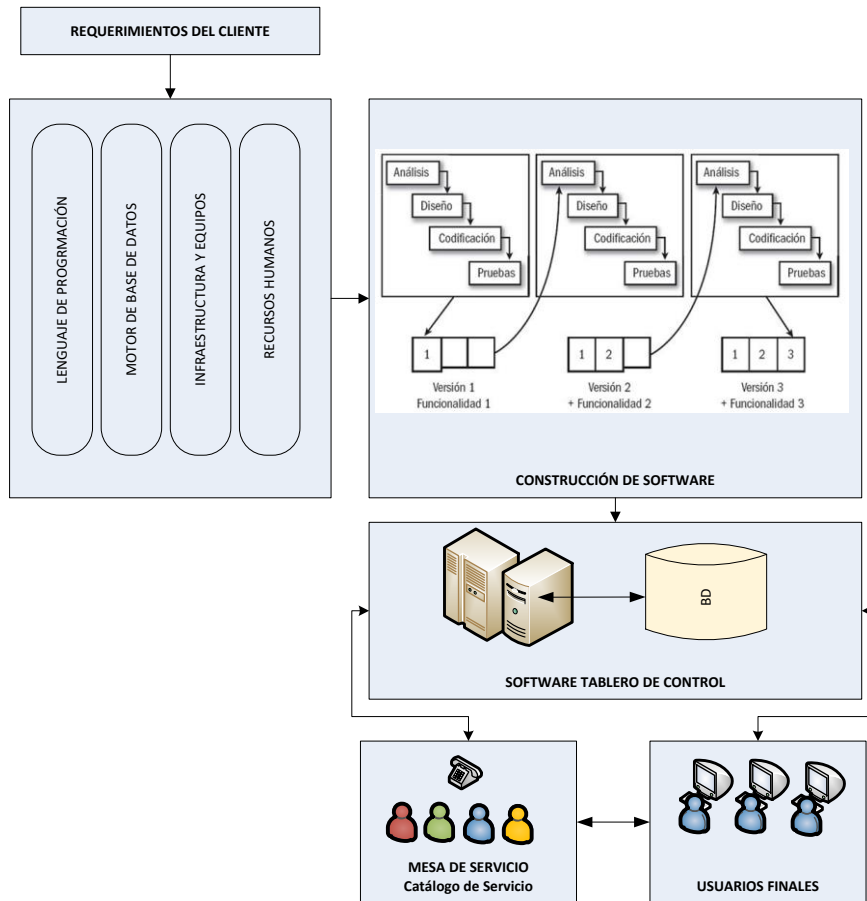 REQUERIMIENTOS DEL CLIENTE
LENGUAJE DE PROGRMACIÓN
MOTOR DE BASE DE DATOS
INFRAESTRUCTURA Y EQUIPOS
RECURSOS HUMANOS
Análisis
Diseño
Codificación
Pruebas
Análisis
Diseño
Codificación
Pruebas
Análisis
Diseño
Codificación
Pruebas
1
1 2
1 2 3
Versión 1
Funcionalidad 1
Versión 2
+ Funcionalidad 2
Versión 3
+ Funcionalidad 3
CONSTRUCCIÓN DE SOFTWARE
BD
SOFTWARE TABLERO DE CONTROL
MESA DE SERVICIO
Catálogo de Servicio
USUARIOS FINALES